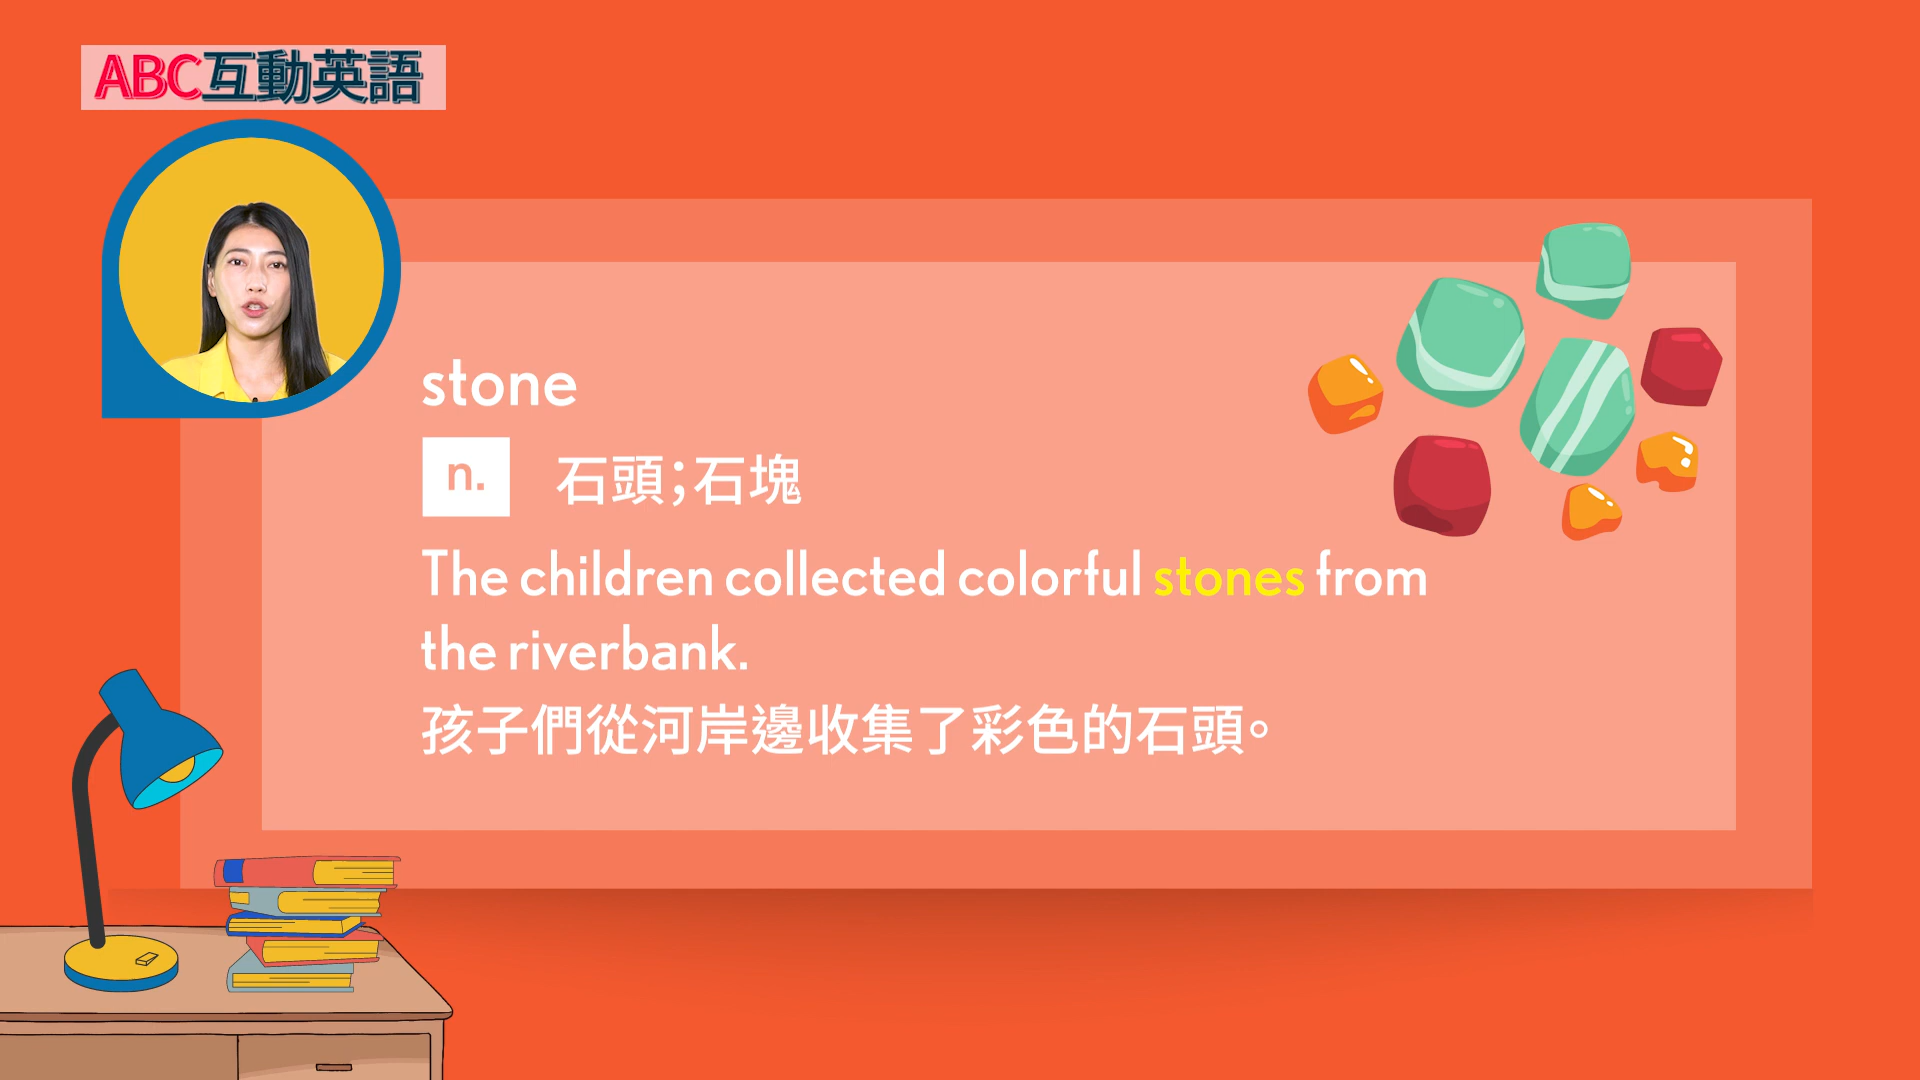 ABC互動英語
stone
n. 石頭；石塊
The children collected colorful stones from
the riverbank.
孩子們從河岸邊收集了彩色的石頭。